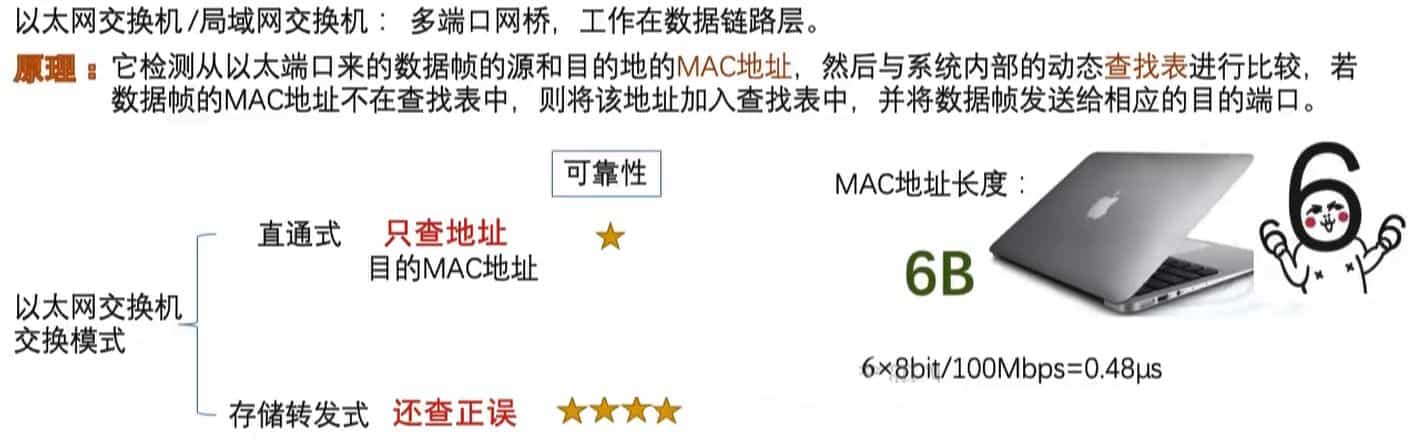 以太网交换机/局域网交换机： 多端口网桥，工作在数据链路层。
原理：它检测从以太端口来的数据帧的源和目的地的MAC地址，然后与系统内部的动态查找表进行比较，若
数据帧的MAC地址不在查找表中，则将该地址加入查找表中，并将数据帧发送给相应的目的端口。
可靠性
MAC地址长度：
6
直通式 只查地址
目的MAC地址
6B
以太网交换机
交换模式
6×8bit/100Mbps=0.48μs
存储转发式 还查正误